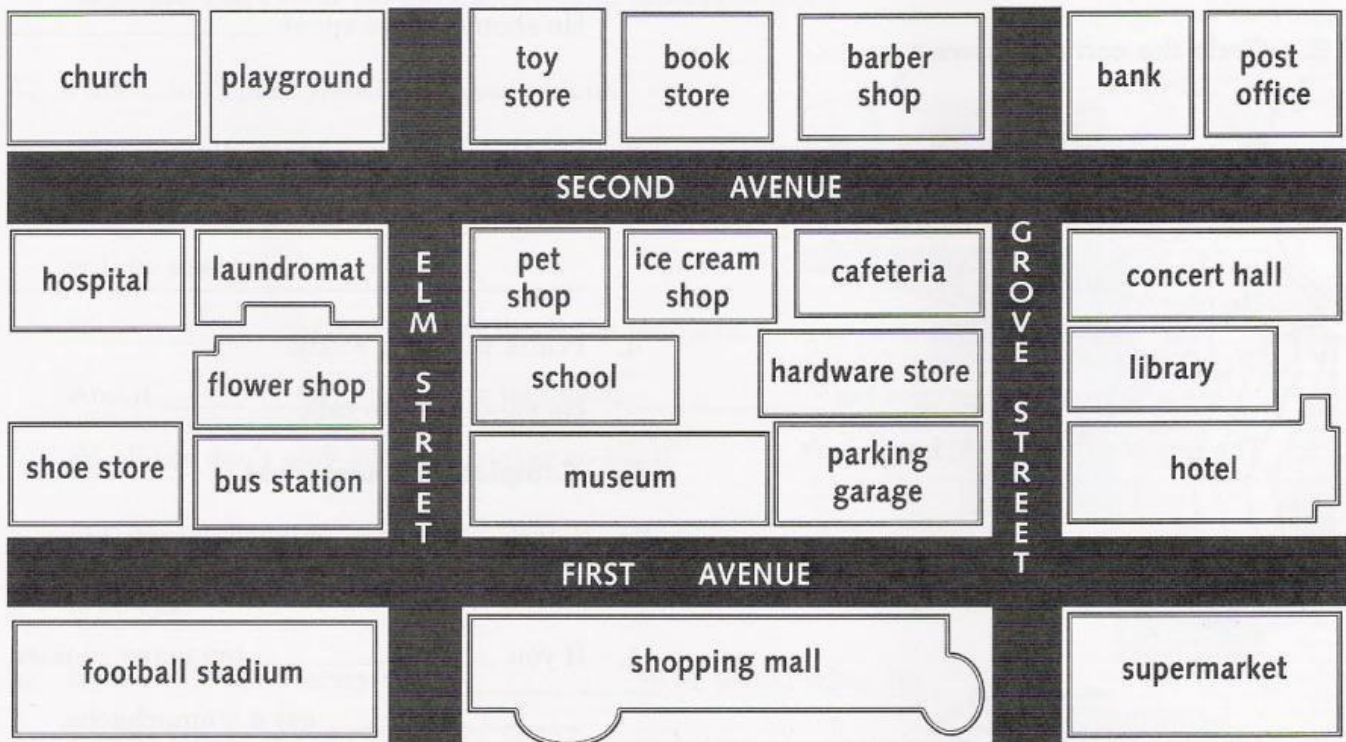 church
playground
toy
store
book
store
barber
shop
bank
post
office
SECOND AVENUE
hospital
laundromat
ELM STREET
pet
shop
ice cream
shop
cafeteria
GROVE STREET
concert hall
flower shop
school
hardware store
library
shoe store
bus station
museum
parking
garage
hotel
FIRST AVENUE
football stadium
shopping mall
supermarket